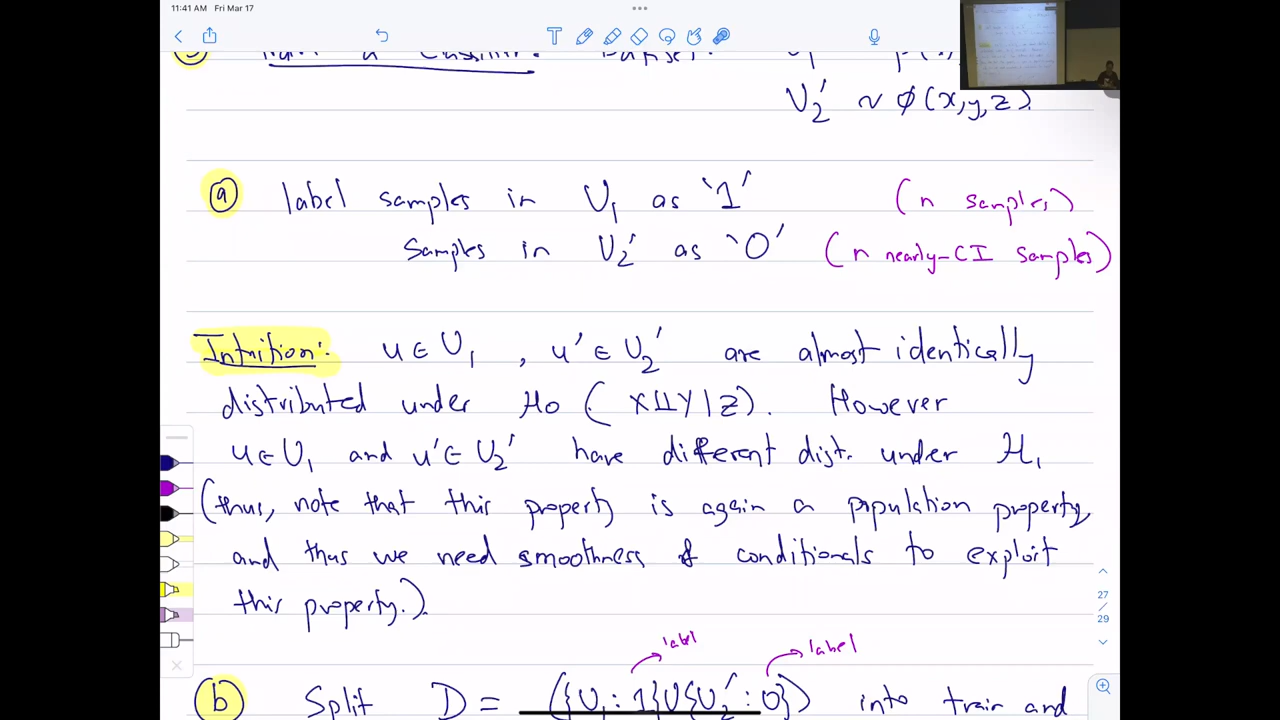 11:41 AM Fri Mar 17
U₂' ~ ϕ(x,y,z).
ⓐ label samples in U₁ as '1' (n samples)
Samples in U₂' as '0' (n nearly-CI samples)
Intuition: u ∈ U₁, u' ∈ U₂' are almost identically
distributed under H₀ (X⫫Y|Z). However
u ∈ U₁ and u' ∈ U₂' have different dist. under H₁
(thus, note that this property is again a population property,
and thus we need smoothness of conditionals to exploit
this property.).
label label
ⓑ Split D = ({U₁:1}∪{U₂':0}) into train and
27
/
29